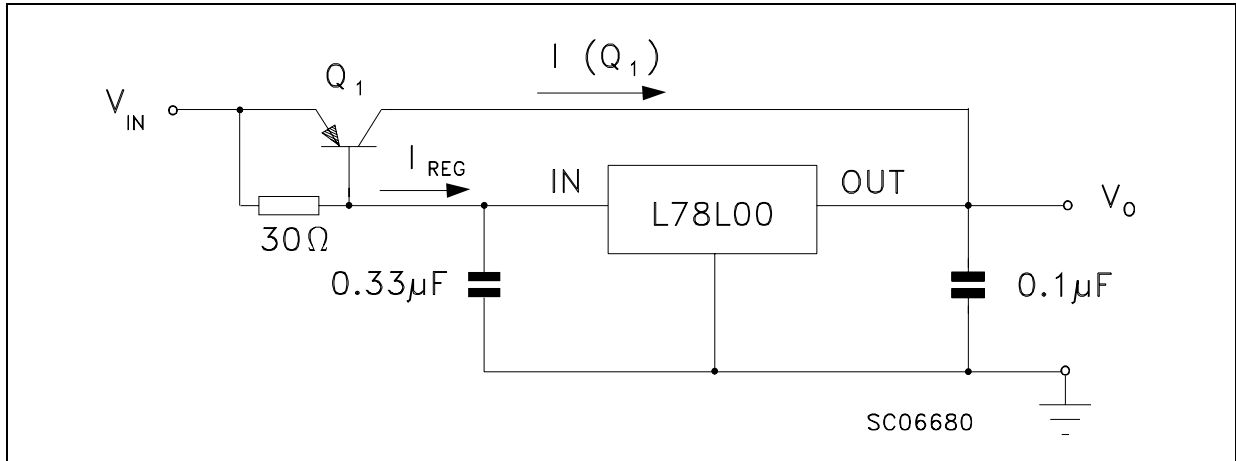 I (Q1)
Q1
VIN
IREG
IN
OUT
L78L00
VO
30Ω
0.33µF
0.1µF
SC06680